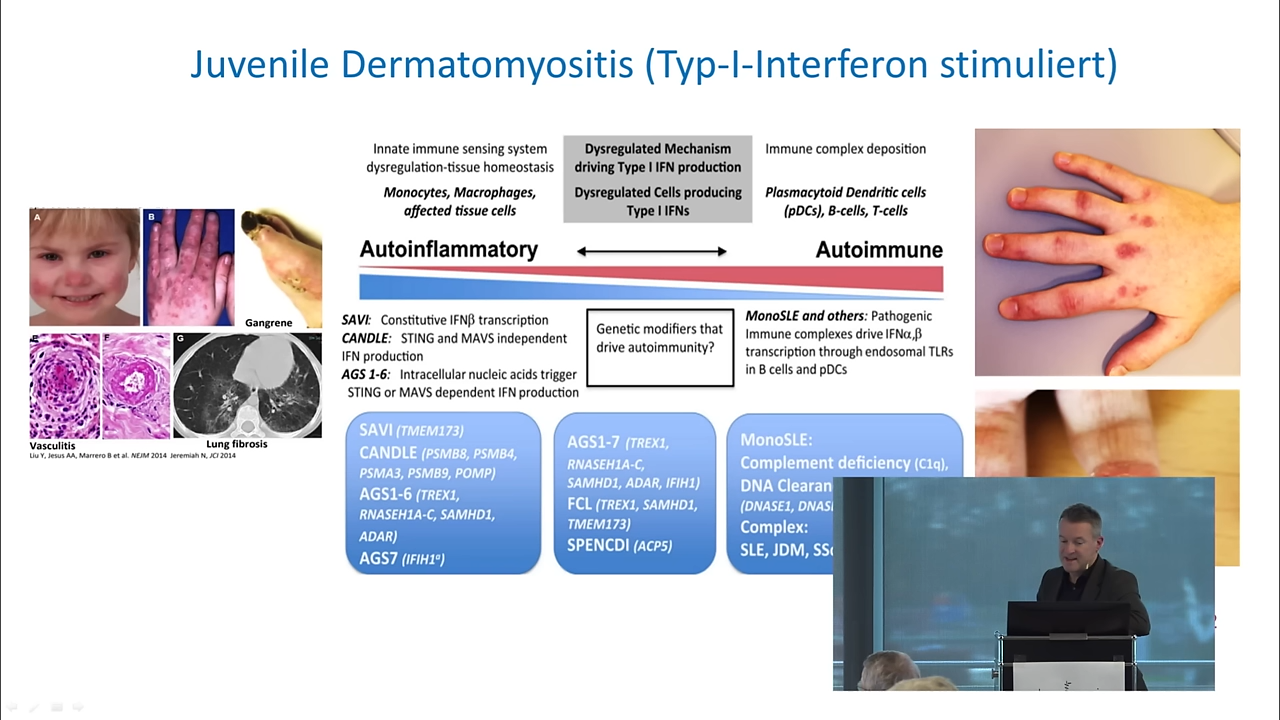 Juvenile Dermatomyositis (Typ-I-Interferon stimuliert)
Innate immune sensing system
dysregulation-tissue homeostasis
Monocytes, Macrophages,
affected tissue cells
Dysregulated Mechanism
driving Type I IFN production
Dysregulated Cells producing
Type I IFNs
Immune complex deposition
Plasmacytoid Dendritic cells
(pDCs), B-cells, T-cells
Autoinflammatory
Autoimmune
A
B
Gangrene
F
G
Vasculitis
Lung fibrosis
Liu Y, Jesus AA, Marrero B et al. NEJM 2014 Jeremiah N, JCI 2014
SAVI: Constitutive IFNβ transcription
CANDLE: STING and MAVS independent
IFN production
AGS 1-6: Intracellular nucleic acids trigger
STING or MAVS dependent IFN production
Genetic modifiers that
drive autoimmunity?
MonoSLE and others: Pathogenic
Immune complexes drive IFNα,β
transcription through endosomal TLRs
in B cells and pDCs
SAVI (TMEM173)
CANDLE (PSMB8, PSMB4,
PSMA3, PSMB9, POMP)
AGS1-6 (TREX1,
RNASEH1A-C, SAMHD1,
ADAR)
AGS7 (IFIH1ᵅ)
AGS1-7 (TREX1,
RNASEH1A-C,
SAMHD1, ADAR, IFIH1)
FCL (TREX1, SAMHD1,
TMEM173)
SPENCDI (ACP5)
MonoSLE:
Complement deficiency (C1q),
DNA Clearan
(DNASE1, DNAS
Complex:
SLE, JDM, SSc